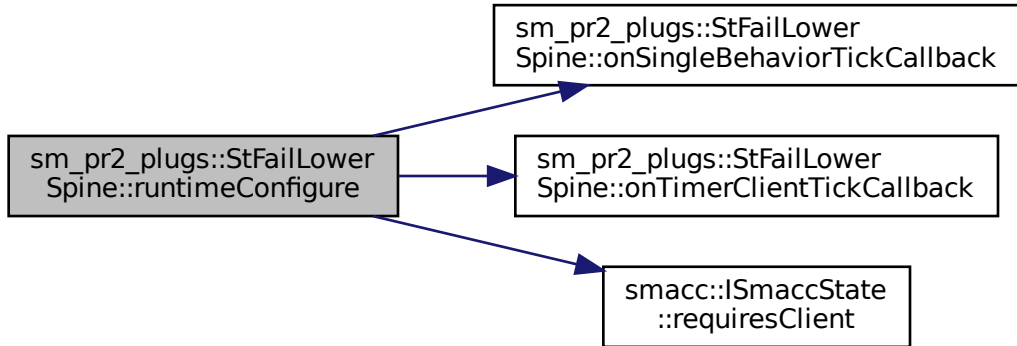 sm_pr2_plugs::StFailLower
Spine::onSingleBehaviorTickCallback
sm_pr2_plugs::StFailLower
Spine::runtimeConfigure
sm_pr2_plugs::StFailLower
Spine::onTimerClientTickCallback
smacc::ISmaccState
::requiresClient